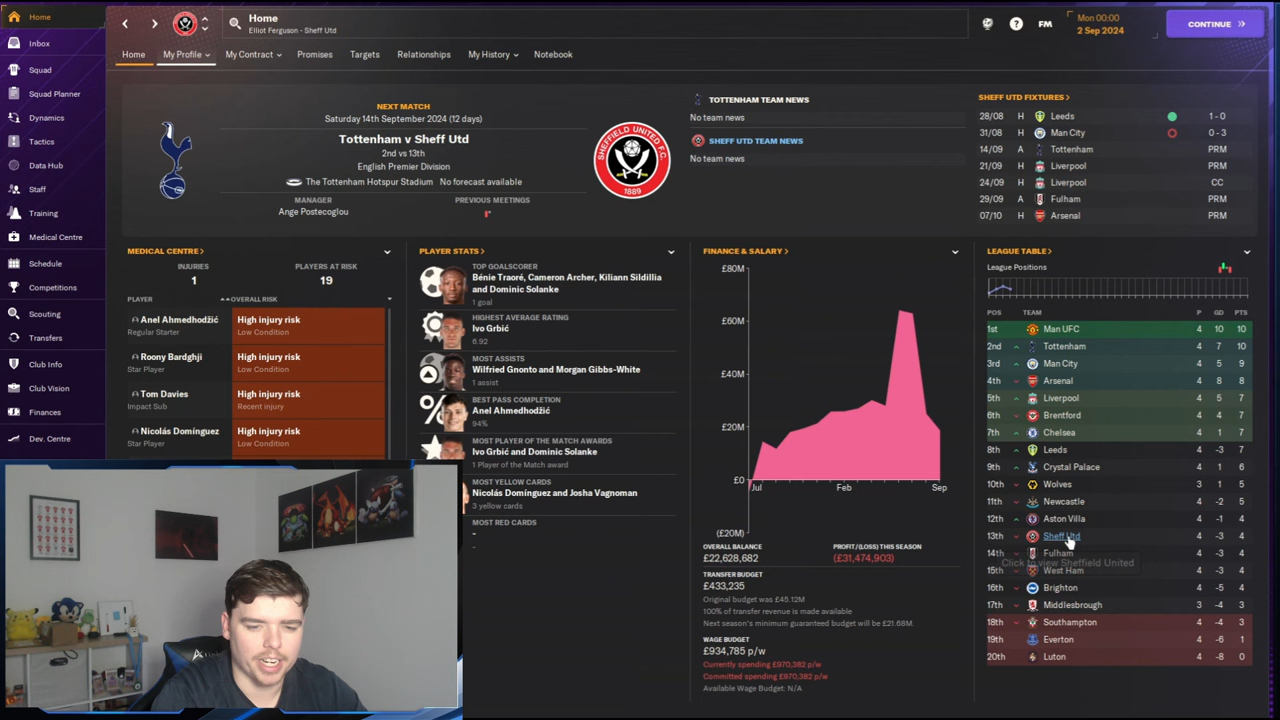 Home
Home
Elliot Ferguson - Sheff Utd
FM
Mon 00:00
2 Sep 2024
CONTINUE
Inbox
Squad
Squad Planner
Dynamics
Tactics
Data Hub
Staff
Training
Medical Centre
Schedule
Competitions
Scouting
Transfers
Club Info
Club Vision
Finances
Dev. Centre
Home
My Profile
My Contract
Promises
Targets
Relationships
My History
Notebook
NEXT MATCH
Saturday 14th September 2024 (12 days)
Tottenham v Sheff Utd
2nd vs 13th
English Premier Division
The Tottenham Hotspur Stadium No forecast available
MANAGER
Ange Postecoglou
PREVIOUS MEETINGS
SHEFFIELD UNITED F.C.
1889
TOTTENHAM TEAM NEWS
No team news
SHEFF UTD TEAM NEWS
No team news
SHEFF UTD FIXTURES >
28/08 H Leeds 1 - 0
31/08 H Man City 0 - 3
14/09 A Tottenham PRM
21/09 H Liverpool PRM
24/09 H Liverpool CC
29/09 A Fulham PRM
07/10 H Arsenal PRM
MEDICAL CENTRE >
INJURIES
1
PLAYERS AT RISK
19
PLAYER OVERALL RISK
Anel Ahmedhodžić
Regular Starter
High injury risk
Low Condition
Roony Bardghji
Star Player
High injury risk
Low Condition
Tom Davies
Impact Sub
High injury risk
Recent injury
Nicolás Domínguez
Star Player
High injury risk
Low Condition
PLAYER STATS >
TOP GOALSCORER
Bénie Traoré, Cameron Archer, Kiliann Sildillia
and Dominic Solanke
1 goal
HIGHEST AVERAGE RATING
Ivo Grbić
6.92
MOST ASSISTS
Wilfried Gnonto and Morgan Gibbs-White
1 assist
BEST PASS COMPLETION
Anel Ahmedhodžić
94%
MOST PLAYER OF THE MATCH AWARDS
Ivo Grbić and Dominic Solanke
1 Player of the Match award
MOST YELLOW CARDS
Nicolás Domínguez and Josha Vagnoman
3 yellow cards
MOST RED CARDS
-
-
FINANCE & SALARY >
£80M
£60M
£40M
£20M
£0
(£20M)
Jul
Feb
Sep
OVERALL BALANCE
£22,628,682
PROFIT/(LOSS) THIS SEASON
(£31,474,903)
TRANSFER BUDGET
£433,235
Original budget was £45.12M
100% of transfer revenue is made available
Next season's minimum guaranteed budget will be £21.68M.
WAGE BUDGET
£934,785 p/w
Currently spending £970,382 p/w
Committed spending £970,382 p/w
Available Wage Budget: N/A
LEAGUE TABLE >
League Positions
POS TEAM P GD PTS
1st Man UFC 4 10 10
2nd Tottenham 4 7 10
3rd Man City 4 5 9
4th Arsenal 4 8 8
5th Liverpool 4 5 7
6th Brentford 4 4 7
7th Chelsea 4 1 7
8th Leeds 4 -3 7
9th Crystal Palace 4 1 6
10th Wolves 3 1 5
11th Newcastle 4 -2 5
12th Aston Villa 4 -1 4
13th Sheff Utd 4 -3 4
14th Fulham 4 -3 4
Click to view Sheffield United
15th West Ham 4 -3 4
16th Brighton 4 -5 4
17th Middlesbrough 3 -4 3
18th Southampton 4 -4 3
19th Everton 4 -6 1
20th Luton 4 -8 0